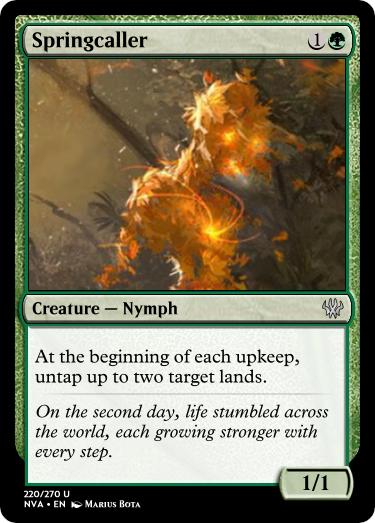 Springcaller 1
Creature — Nymph
At the beginning of each upkeep,
untap up to two target lands.
On the second day, life stumbled across
the world, each growing stronger with
every step.
1/1
220/270 U
NVA • EN Marius Bota